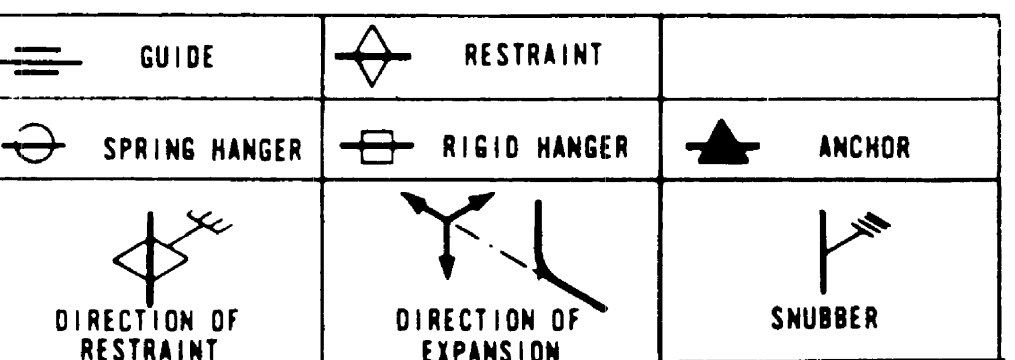 GUIDE
RESTRAINT
SPRING HANGER
RIGID HANGER
ANCHOR
DIRECTION OF
RESTRAINT
DIRECTION OF
EXPANSION
SNUBBER